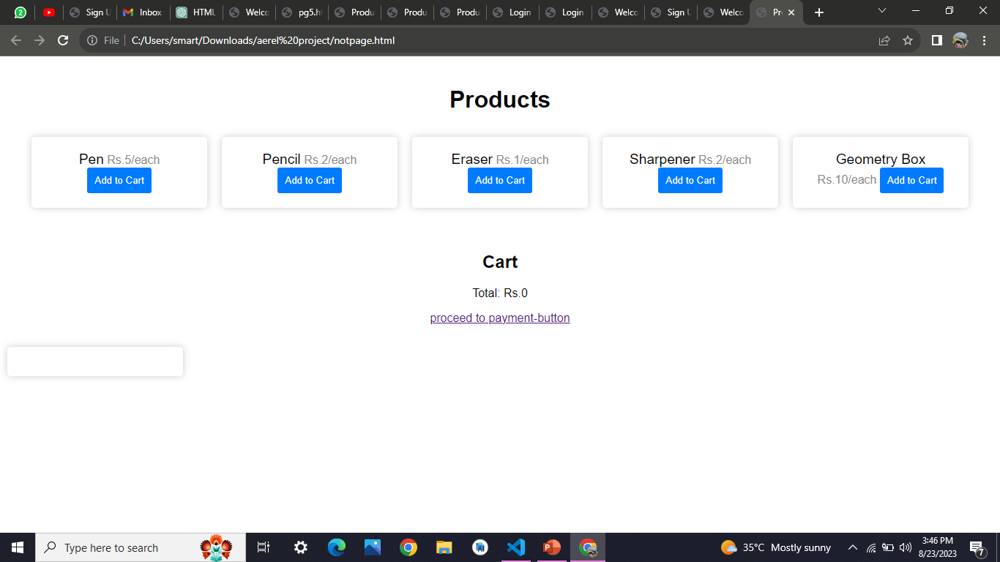 2 Sign U Inbox HTML Welco pg5.h Produ Produ Produ Login Login Welco Sign U Welco Pr
File C:/Users/smart/Downloads/aerel%20project/notpage.html
Products
Pen Rs.5/each
Add to Cart
Pencil Rs.2/each
Add to Cart
Eraser Rs.1/each
Add to Cart
Sharpener Rs.2/each
Add to Cart
Geometry Box
Rs.10/each Add to Cart
Cart
Total: Rs.0
proceed to payment-button
Type here to search
35°C Mostly sunny
3:46 PM
8/23/2023
7